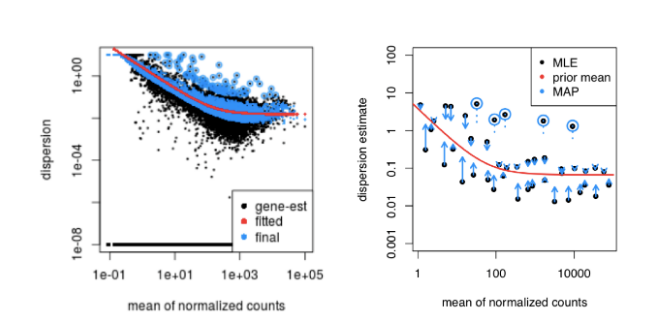 dispersion
1e+00
1e-04
1e-08
gene-est
fitted
final
1e-01
1e+01
1e+03
1e+05
mean of normalized counts
dispersion estimate
100
10
1
0.1
0.01
0.001
MLE
prior mean
MAP
1
100
10000
mean of normalized counts